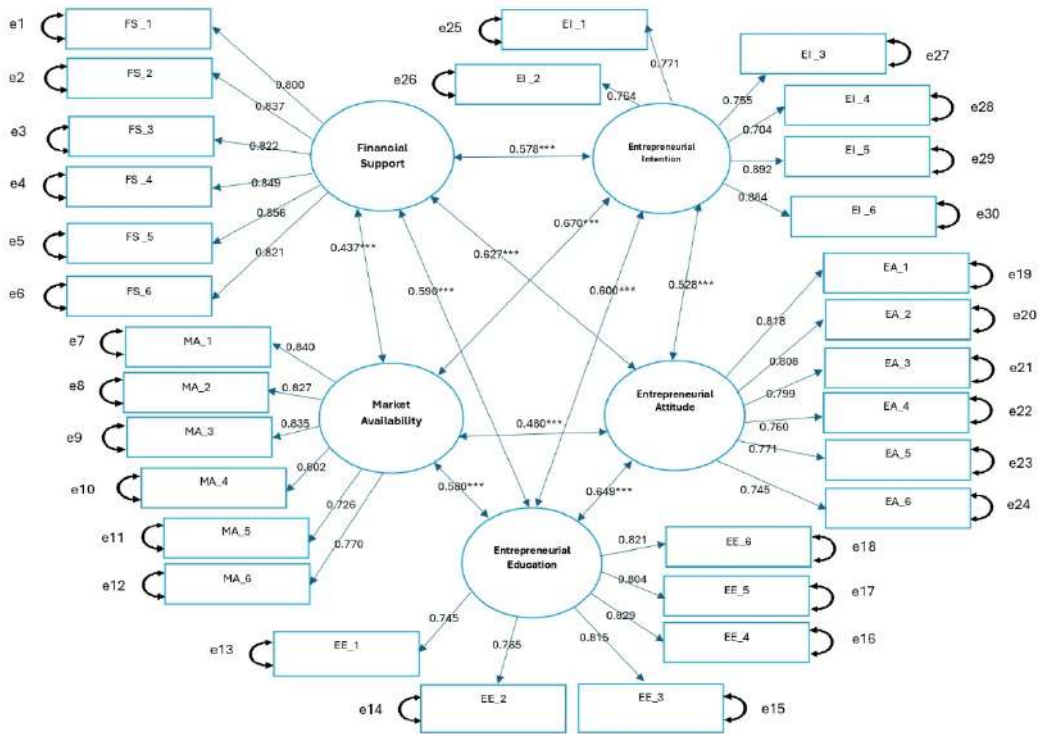 e1
FS_1
e2
FS_2
e3
FS_3
e4
FS_4
e5
FS_5
e6
FS_6
0.800
0.837
0.822
0.849
0.856
0.821
Financial
Support
e25
EI_1
0.771
e26
EI_2
0.764
EI_3
e27
EI_4
e28
0.704
EI_5
e29
0.892
EI_6
e30
0.884
Entrepreneurial
Intention
0.578***
0.437***
0.590***
0.627***
0.670***
0.600***
0.528***
e7
MA_1
0.840
e8
MA_2
0.827
e9
MA_3
0.835
e10
MA_4
0.802
e11
MA_5
0.726
e12
MA_6
0.770
Market
Availability
0.480***
0.580***
0.649***
Entrepreneurial
Attitude
EA_1
e19
0.818
EA_2
e20
0.808
EA_3
e21
0.799
EA_4
e22
0.760
EA_5
e23
0.771
EA_6
e24
0.745
Entrepreneurial
Education
0.821
EE_6
e18
0.804
EE_5
e17
0.829
EE_4
e16
0.815
0.745
e13
EE_1
e14
EE_2
EE_3
e15